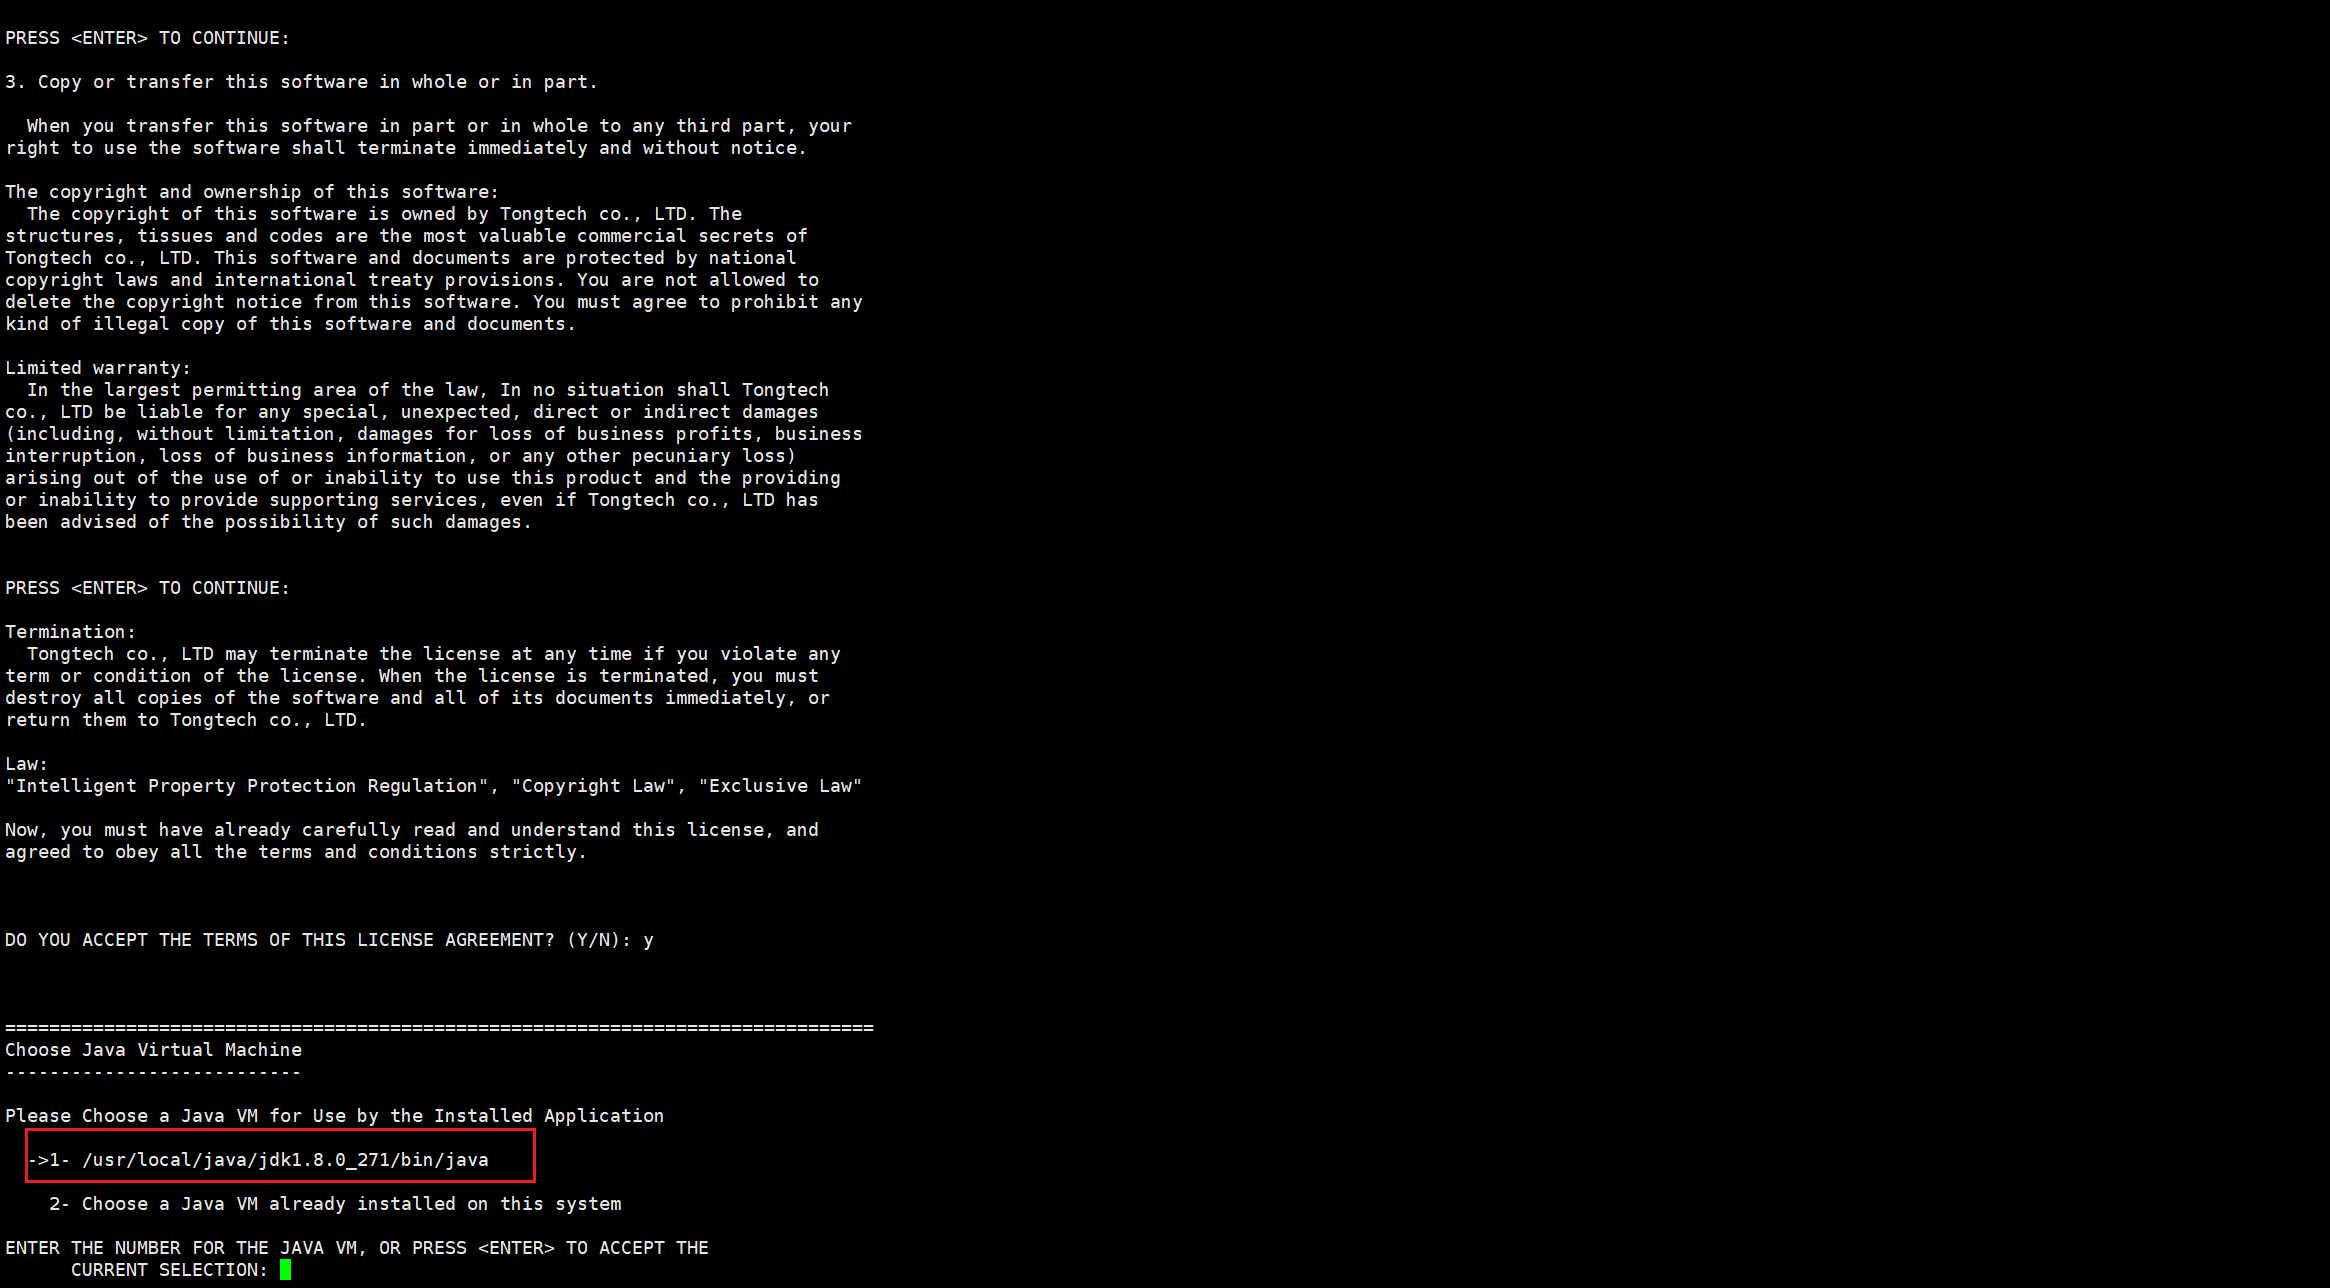 PRESS <ENTER> TO CONTINUE:
3. Copy or transfer this software in whole or in part.
When you transfer this software in part or in whole to any third part, your
right to use the software shall terminate immediately and without notice.
The copyright and ownership of this software:
The copyright of this software is owned by Tongtech co., LTD. The
structures, tissues and codes are the most valuable commercial secrets of
Tongtech co., LTD. This software and documents are protected by national
copyright laws and international treaty provisions. You are not allowed to
delete the copyright notice from this software. You must agree to prohibit any
kind of illegal copy of this software and documents.
Limited warranty:
In the largest permitting area of the law, In no situation shall Tongtech
co., LTD be liable for any special, unexpected, direct or indirect damages
(including, without limitation, damages for loss of business profits, business
interruption, loss of business information, or any other pecuniary loss)
arising out of the use of or inability to use this product and the providing
or inability to provide supporting services, even if Tongtech co., LTD has
been advised of the possibility of such damages.
PRESS <ENTER> TO CONTINUE:
Termination:
Tongtech co., LTD may terminate the license at any time if you violate any
term or condition of the license. When the license is terminated, you must
destroy all copies of the software and all of its documents immediately, or
return them to Tongtech co., LTD.
Law:
"Intelligent Property Protection Regulation", "Copyright Law", "Exclusive Law"
Now, you must have already carefully read and understand this license, and
agreed to obey all the terms and conditions strictly.
DO YOU ACCEPT THE TERMS OF THIS LICENSE AGREEMENT? (Y/N): y
===============================================================================
Choose Java Virtual Machine
---------------------------
Please Choose a Java VM for Use by the Installed Application
->1- /usr/local/java/jdk1.8.0_271/bin/java
2- Choose a Java VM already installed on this system
ENTER THE NUMBER FOR THE JAVA VM, OR PRESS <ENTER> TO ACCEPT THE
CURRENT SELECTION: